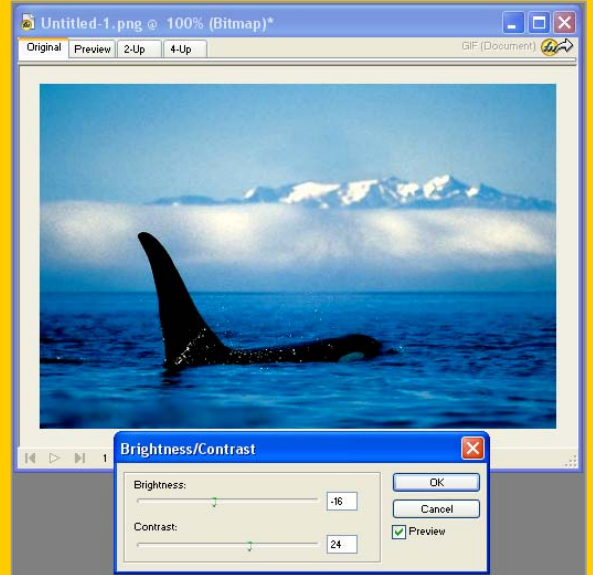 Untitled-1.png @ 100% (Bitmap)*
Original Preview 2-Up 4-Up GIF (Document)
1
Brightness/Contrast
Brightness: -16
Contrast: 24
OK
Cancel
Preview